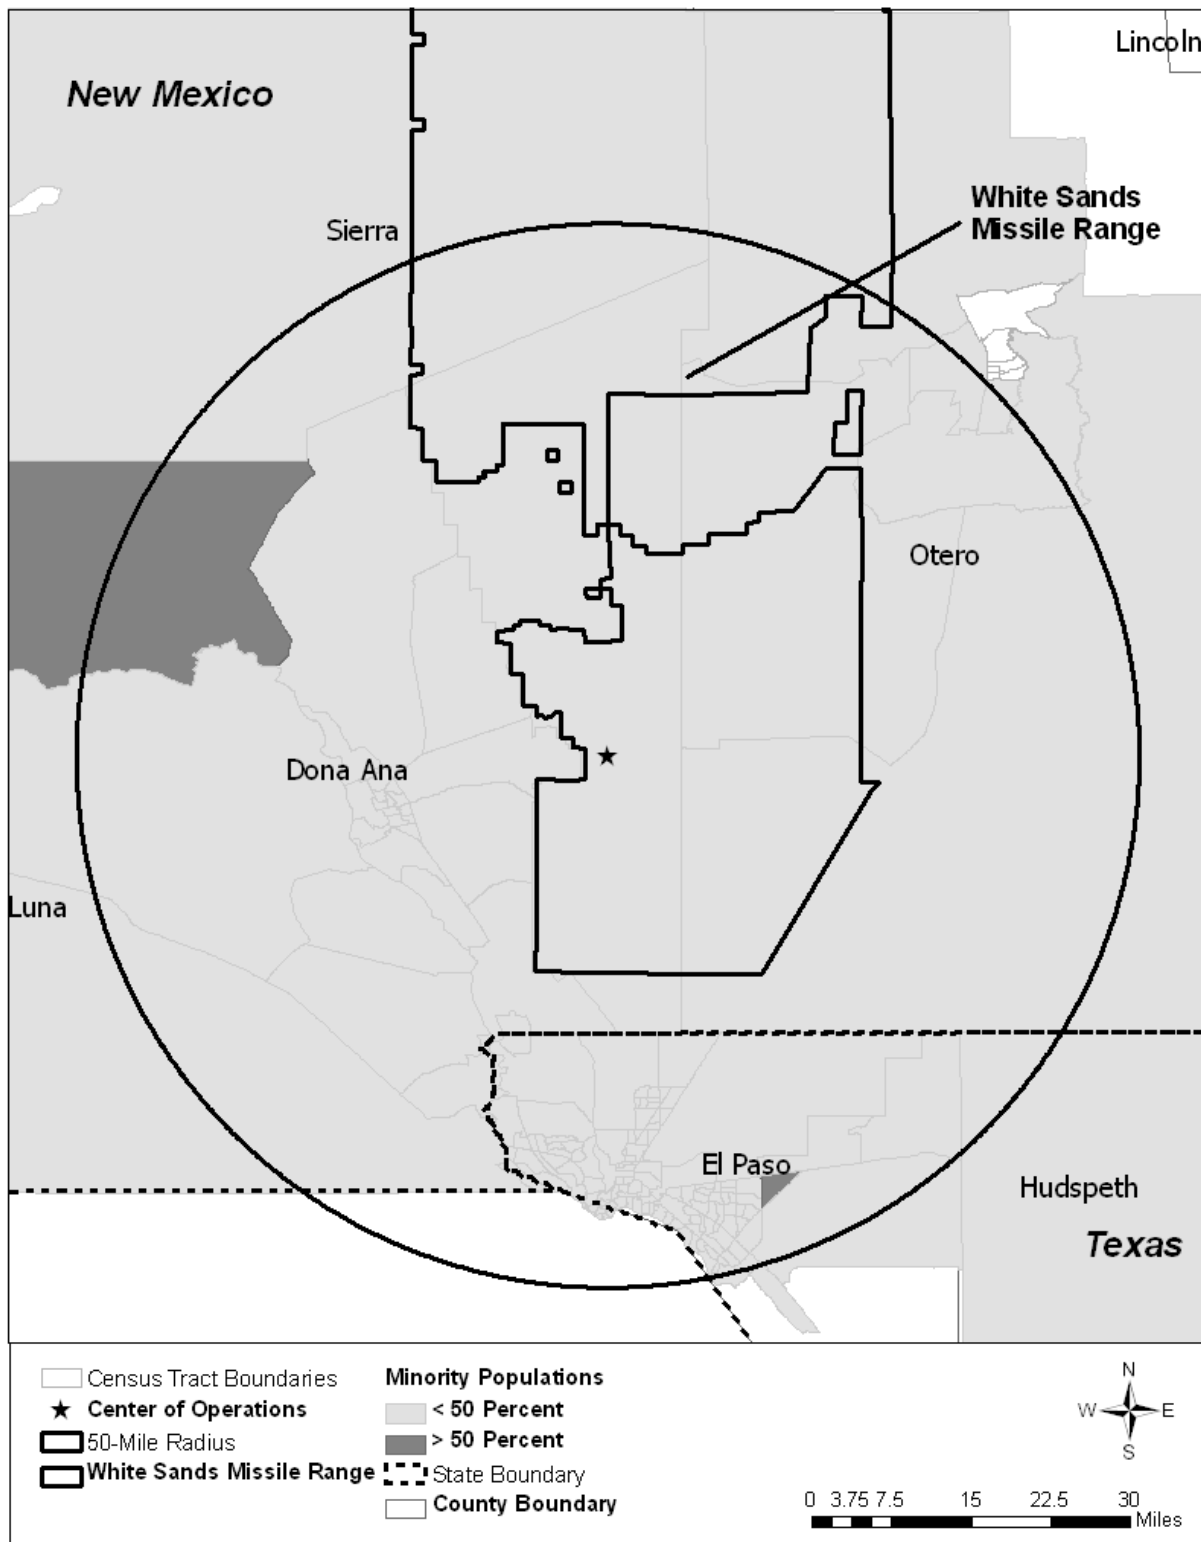 Lincoln
New Mexico
White Sands
Missile Range
Sierra
Otero
Dona Ana
Luna
El Paso
Hudspeth
Texas
Census Tract Boundaries
Center of Operations
50-Mile Radius
White Sands Missile Range
Minority Populations
< 50 Percent
> 50 Percent
State Boundary
County Boundary
N
W E
S
0 3.75 7.5 15 22.5 30
Miles